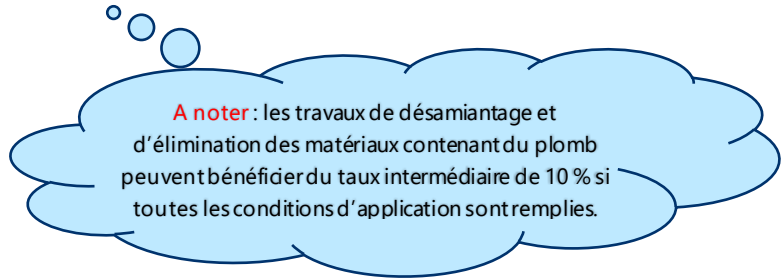 A noter : les travaux de désamiantage et
d’élimination des matériaux contenant du plomb
peuvent bénéficier du taux intermédiaire de 10 % si
toutes les conditions d’application sont remplies.